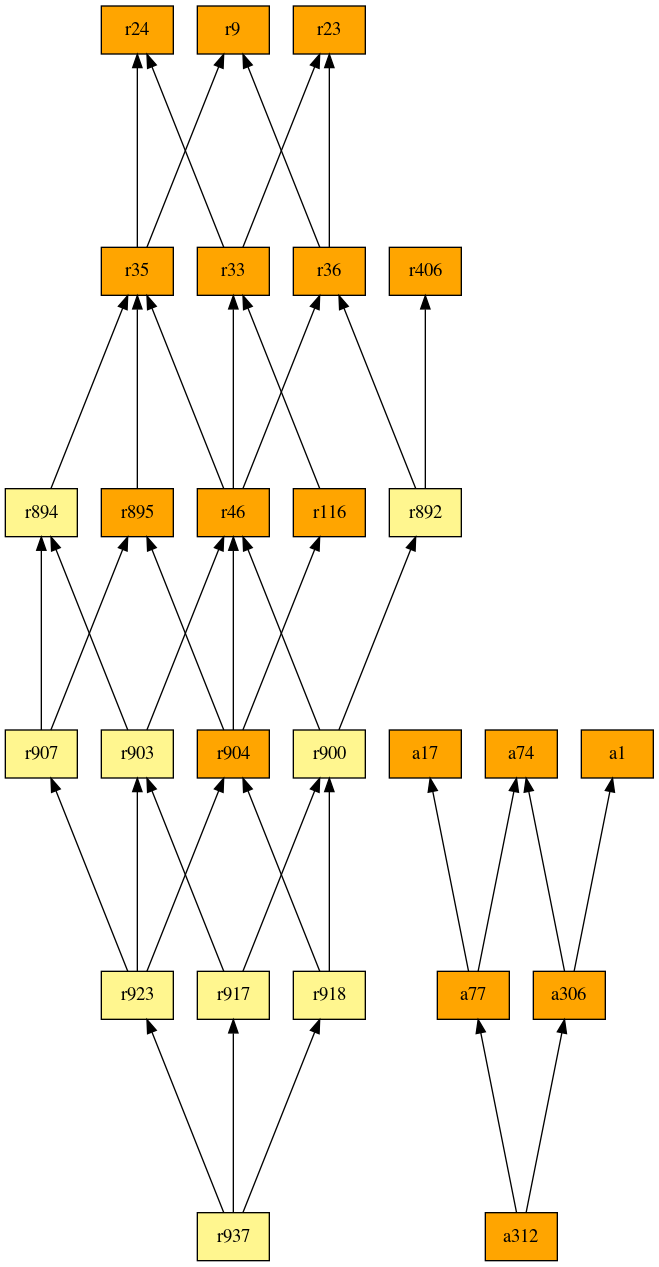 r24 r9 r23
r35 r33 r36 r406
r894 r895 r46 r116 r892
r907 r903 r904 r900 a17 a74 a1
r923 r917 r918 a77 a306
r937 a312